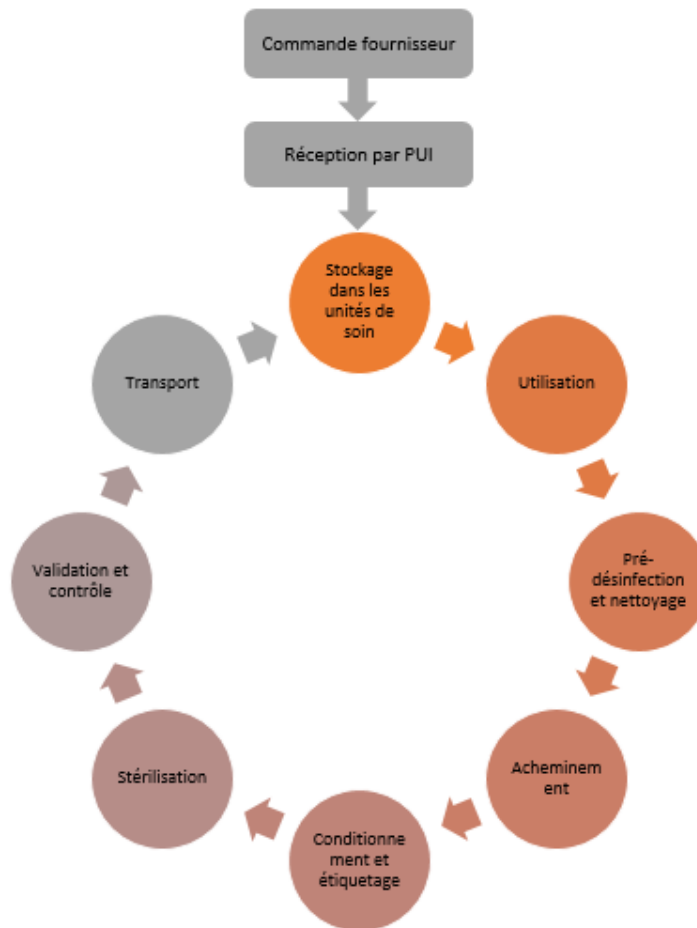 Commande fournisseur
Réception par PUI
Stockage
dans les
unités de
soin
Utilisation
Pré-
désinfection
et nettoyage
Acheminem
ent
Conditionne
ment et
étiquetage
Stérilisation
Validation et
contrôle
Transport